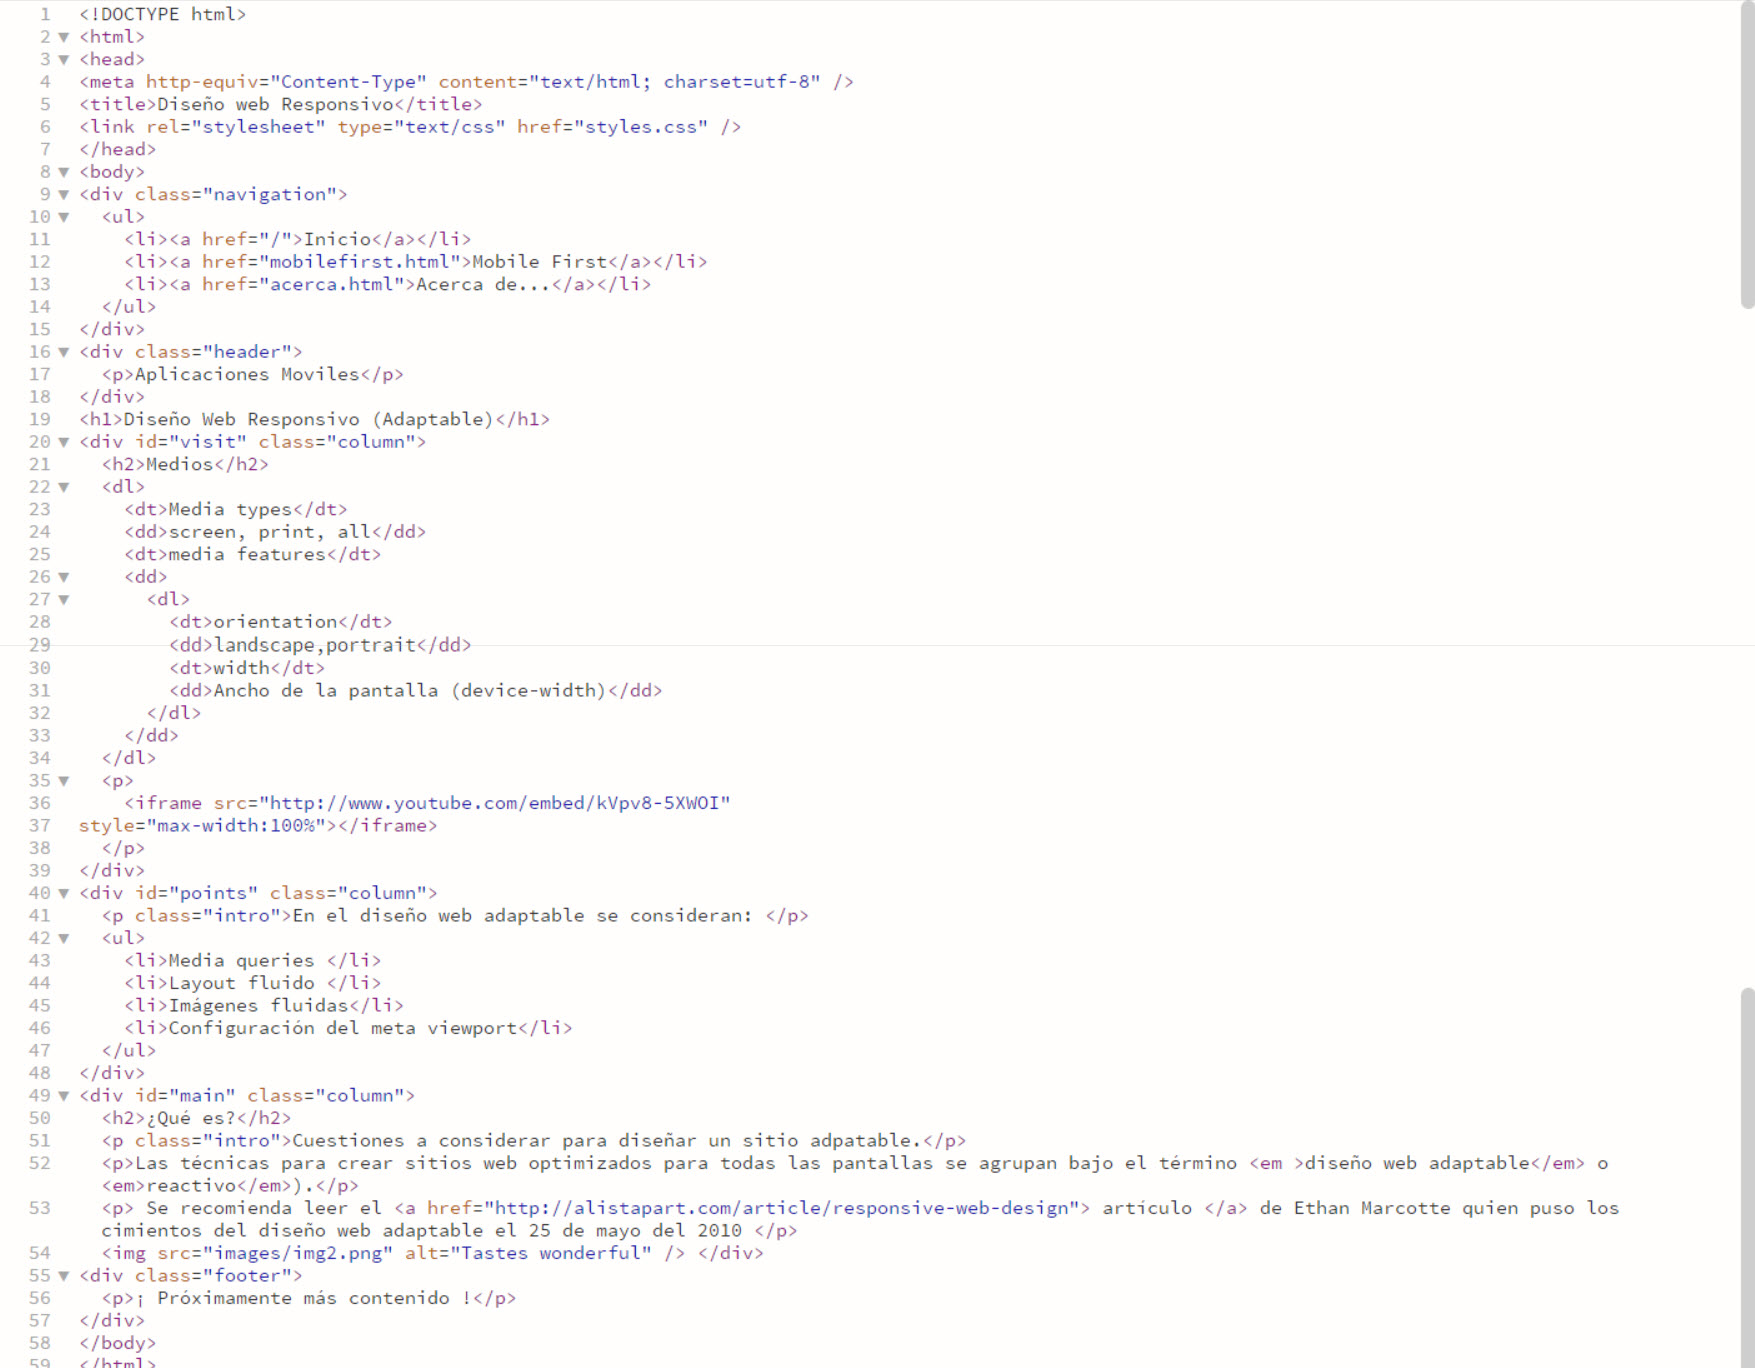 1 <!DOCTYPE html>
2 ▼ <html>
3 ▼ <head>
4 <meta http-equiv="Content-Type" content="text/html; charset=utf-8" />
5 <title>Diseño web Responsivo</title>
6 <link rel="stylesheet" type="text/css" href="styles.css" />
7 </head>
8 ▼ <body>
9 ▼ <div class="navigation">
10 ▼ <ul>
11 <li><a href="/">Inicio</a></li>
12 <li><a href="mobilefirst.html">Mobile First</a></li>
13 <li><a href="acerca.html">Acerca de...</a></li>
14 </ul>
15 </div>
16 ▼ <div class="header">
17 <p>Aplicaciones Moviles</p>
18 </div>
19 <h1>Diseño Web Responsivo (Adaptable)</h1>
20 ▼ <div id="visit" class="column">
21 <h2>Medios</h2>
22 ▼ <dl>
23 <dt>Media types</dt>
24 <dd>screen, print, all</dd>
25 <dt>media features</dt>
26 ▼ <dd>
27 ▼ <dl>
28 <dt>orientation</dt>
29 <dd>landscape,portrait</dd>
30 <dt>width</dt>
31 <dd>Ancho de la pantalla (device-width)</dd>
32 </dl>
33 </dd>
34 </dl>
35 ▼ <p>
36 <iframe src="http://www.youtube.com/embed/kVpv8-5XWOI"
37 style="max-width:100%"></iframe>
38 </p>
39 </div>
40 ▼ <div id="points" class="column">
41 <p class="intro">En el diseño web adaptable se consideran: </p>
42 ▼ <ul>
43 <li>Media queries </li>
44 <li>Layout fluido </li>
45 <li>Imágenes fluidas</li>
46 <li>Configuración del meta viewport</li>
47 </ul>
48 </div>
49 ▼ <div id="main" class="column">
50 <h2>¿Qué es?</h2>
51 <p class="intro">Cuestiones a considerar para diseñar un sitio adpatable.</p>
52 <p>Las técnicas para crear sitios web optimizados para todas las pantallas se agrupan bajo el término <em >diseño web adaptable</em> o
<em>reactivo</em>).</p>
53 <p> Se recomienda leer el <a href="http://alistapart.com/article/responsive-web-design"> artículo </a> de Ethan Marcotte quien puso los
cimientos del diseño web adaptable el 25 de mayo del 2010 </p>
54 <img src="images/img2.png" alt="Tastes wonderful" /> </div>
55 ▼ <div class="footer">
56 <p>¡ Próximamente más contenido !</p>
57 </div>
58 </body>
59 </html>